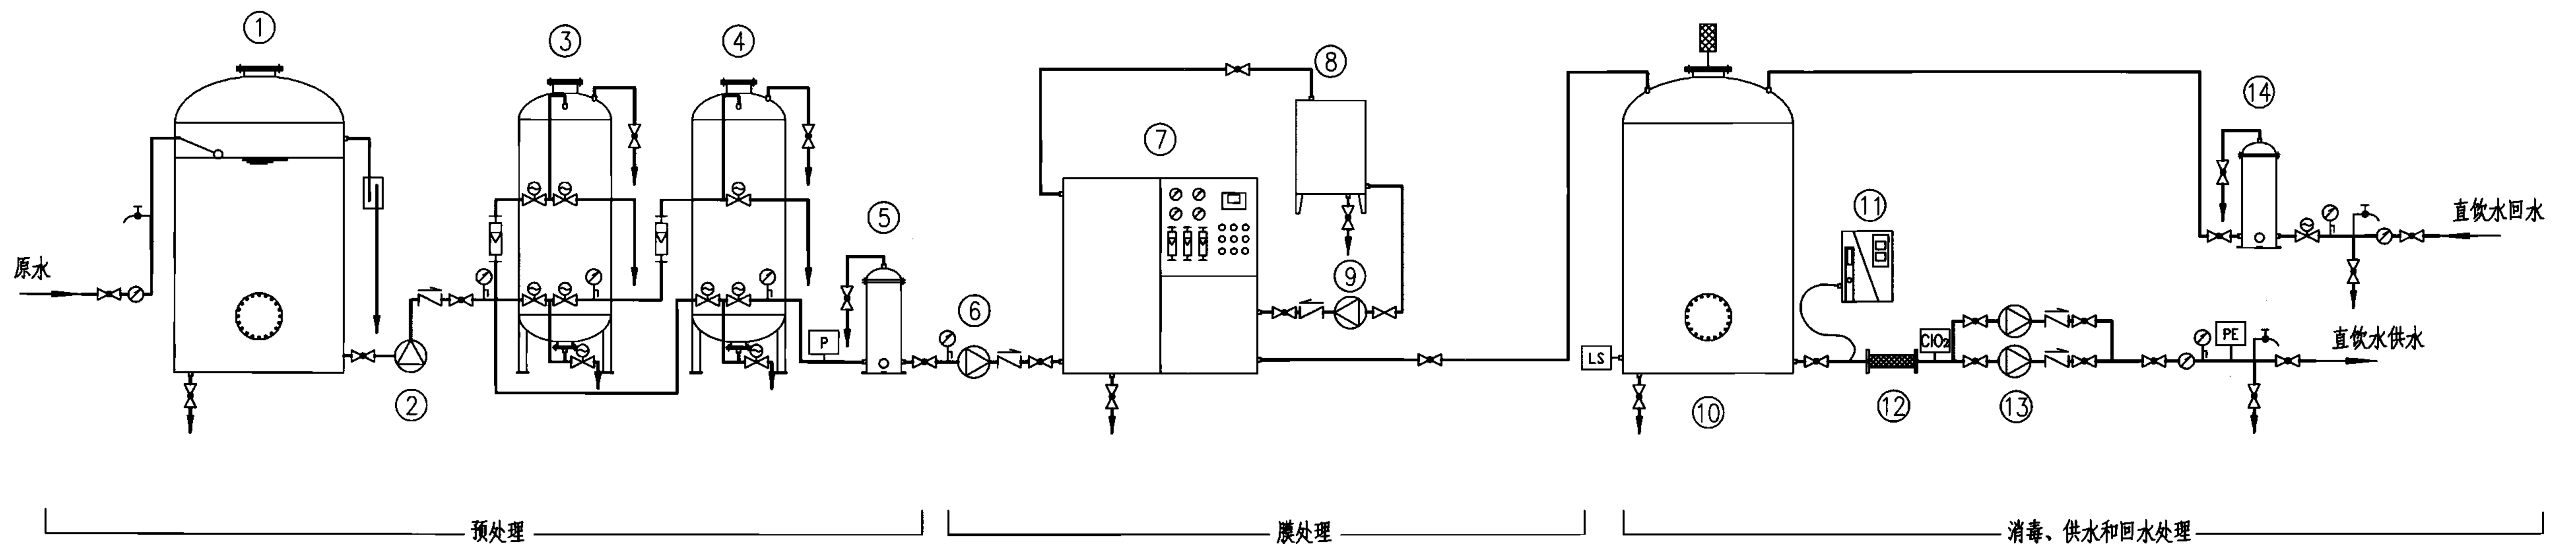 ①
③
④
⑧
⑭
⑦
⑤
⑪
直饮水回水
原水
⑨
⑥
P
ClO₂
PE
直饮水供水
LS
②
⑩
⑫
⑬
预处理
膜处理
消毒、供水和回水处理